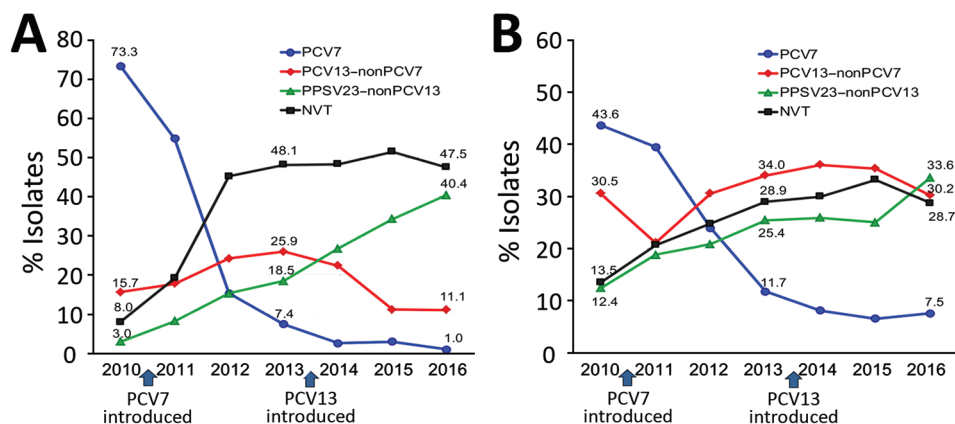 A
% Isolates
80
70
60
50
40
30
20
10
0
PCV7
PCV13–nonPCV7
PPSV23–nonPCV13
NVT
73.3
15.7
8.0
3.0
48.1
25.9
18.5
7.4
47.5
40.4
11.1
1.0
2010 2011 2012 2013 2014 2015 2016
PCV7
introduced
PCV13
introduced
B
% Isolates
60
50
40
30
20
10
0
PCV7
PCV13–nonPCV7
PPSV23–nonPCV13
NVT
43.6
30.5
13.5
12.4
34.0
28.9
25.4
11.7
33.6
30.2
28.7
7.5
2010 2011 2012 2013 2014 2015 2016
PCV7
introduced
PCV13
introduced